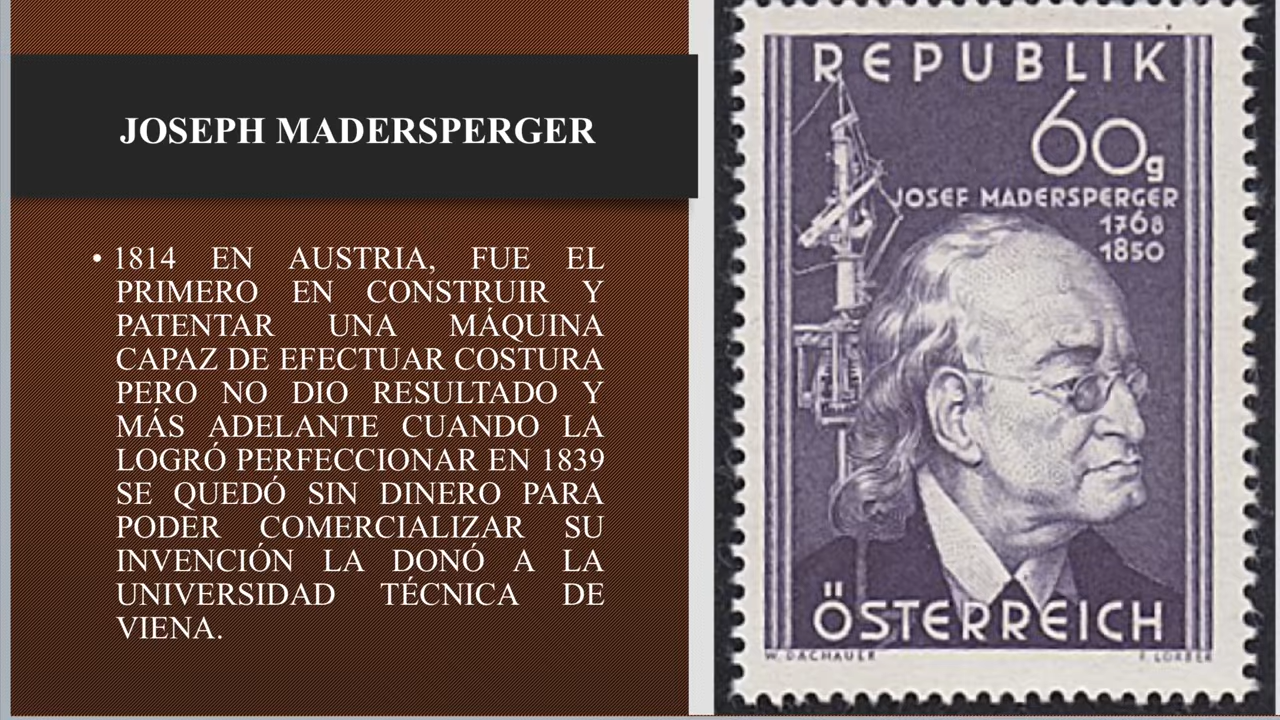 JOSEPH MADERSPERGER
• 1814 EN AUSTRIA, FUE EL
PRIMERO EN CONSTRUIR Y
PATENTAR UNA MÁQUINA
CAPAZ DE EFECTUAR COSTURA
PERO NO DIO RESULTADO Y
MÁS ADELANTE CUANDO LA
LOGRÓ PERFECCIONAR EN 1839
SE QUEDÓ SIN DINERO PARA
PODER COMERCIALIZAR SU
INVENCIÓN LA DONÓ A LA
UNIVERSIDAD TÉCNICA DE
VIENA.
REPUBLIK
60g
JOSEF MADERSPERGER
1768
1850
ÖSTERREICH
W. DACHAUER
F. LORBER